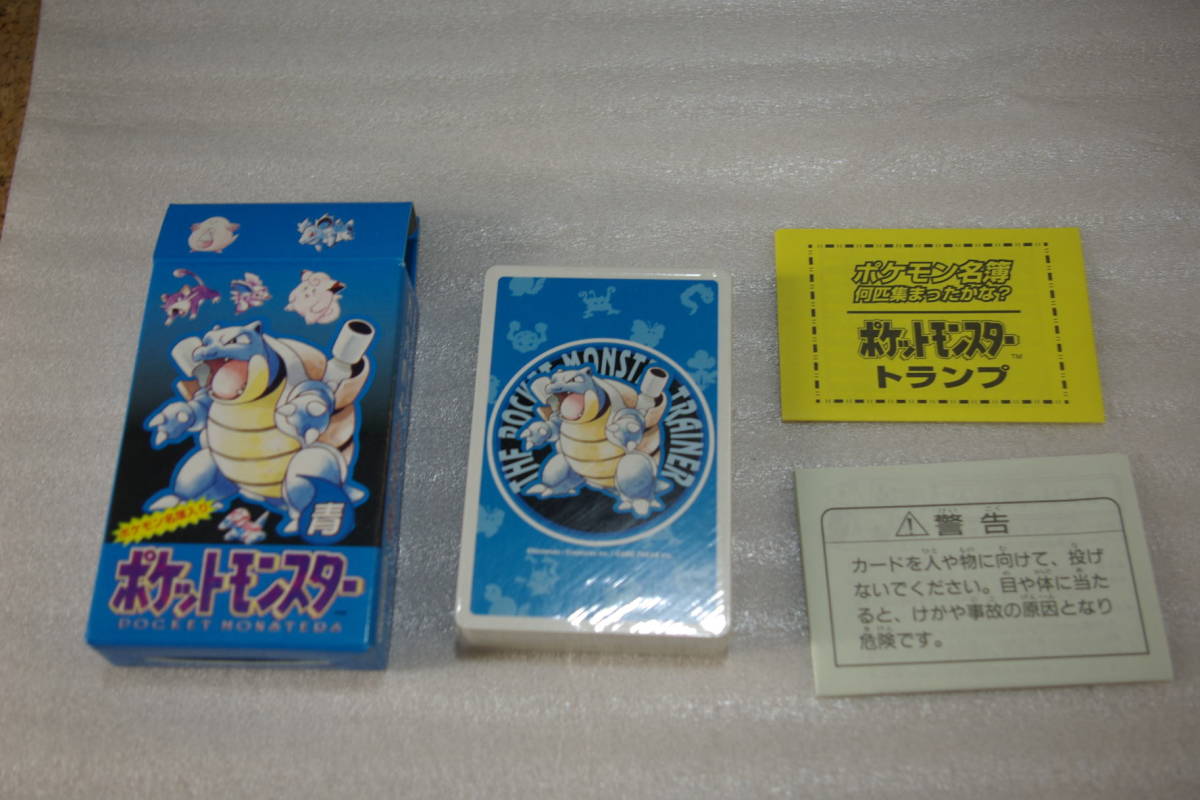 ポケモン名簿入り
青
ポケットモンスター
THE POCKET MONSTER TRAINER
ポケモン名簿
何匹集まったかな？
ポケットモンスター
TM
トランプ
警告
カードを人や物に向けて、投げ
ないでください。目や体に当た
ると、けがや事故の原因となり
危険です。